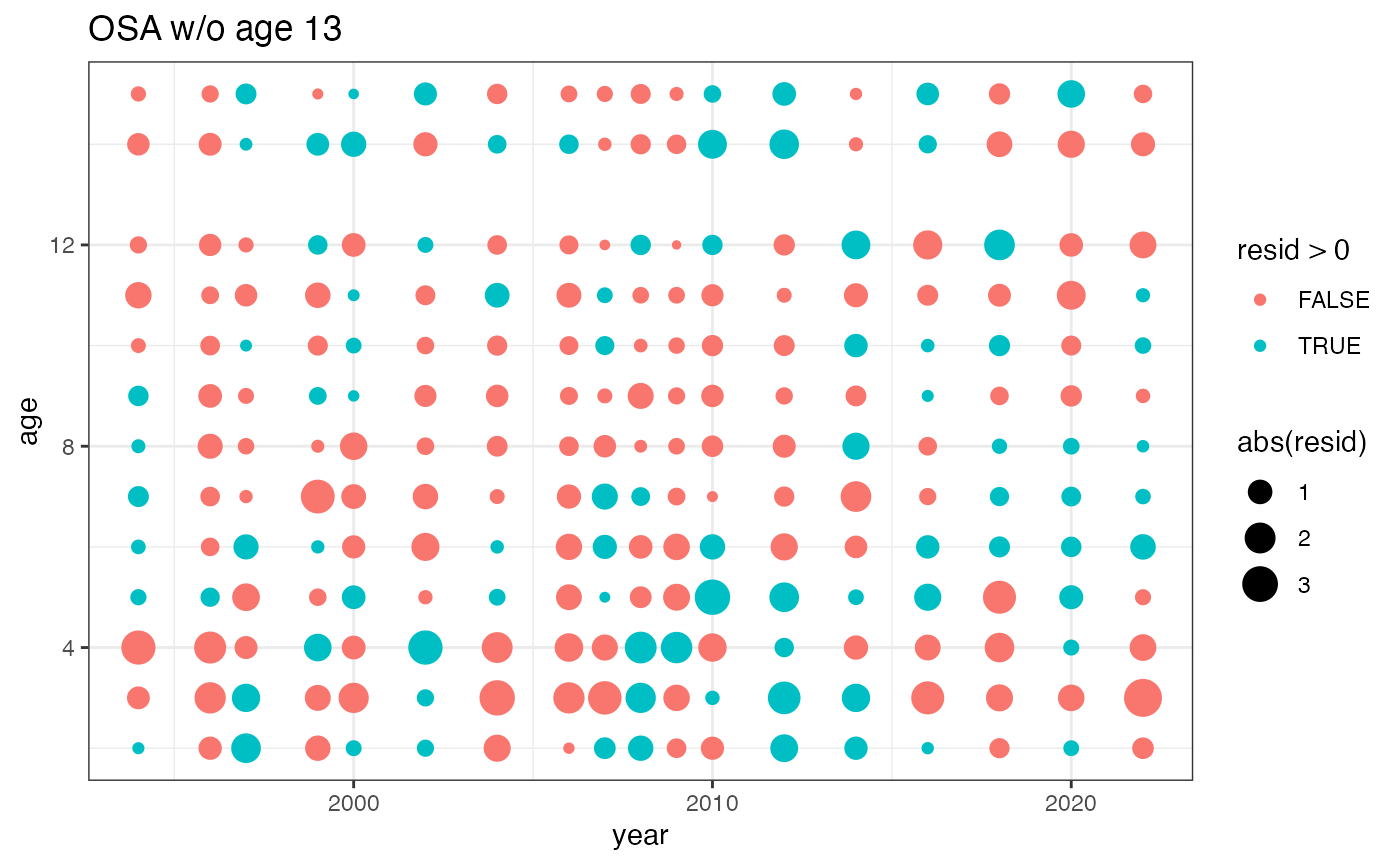 OSA w/o age 13
12
8
4
age
2000 2010 2020
year
resid > 0
FALSE
TRUE
abs(resid)
1
2
3